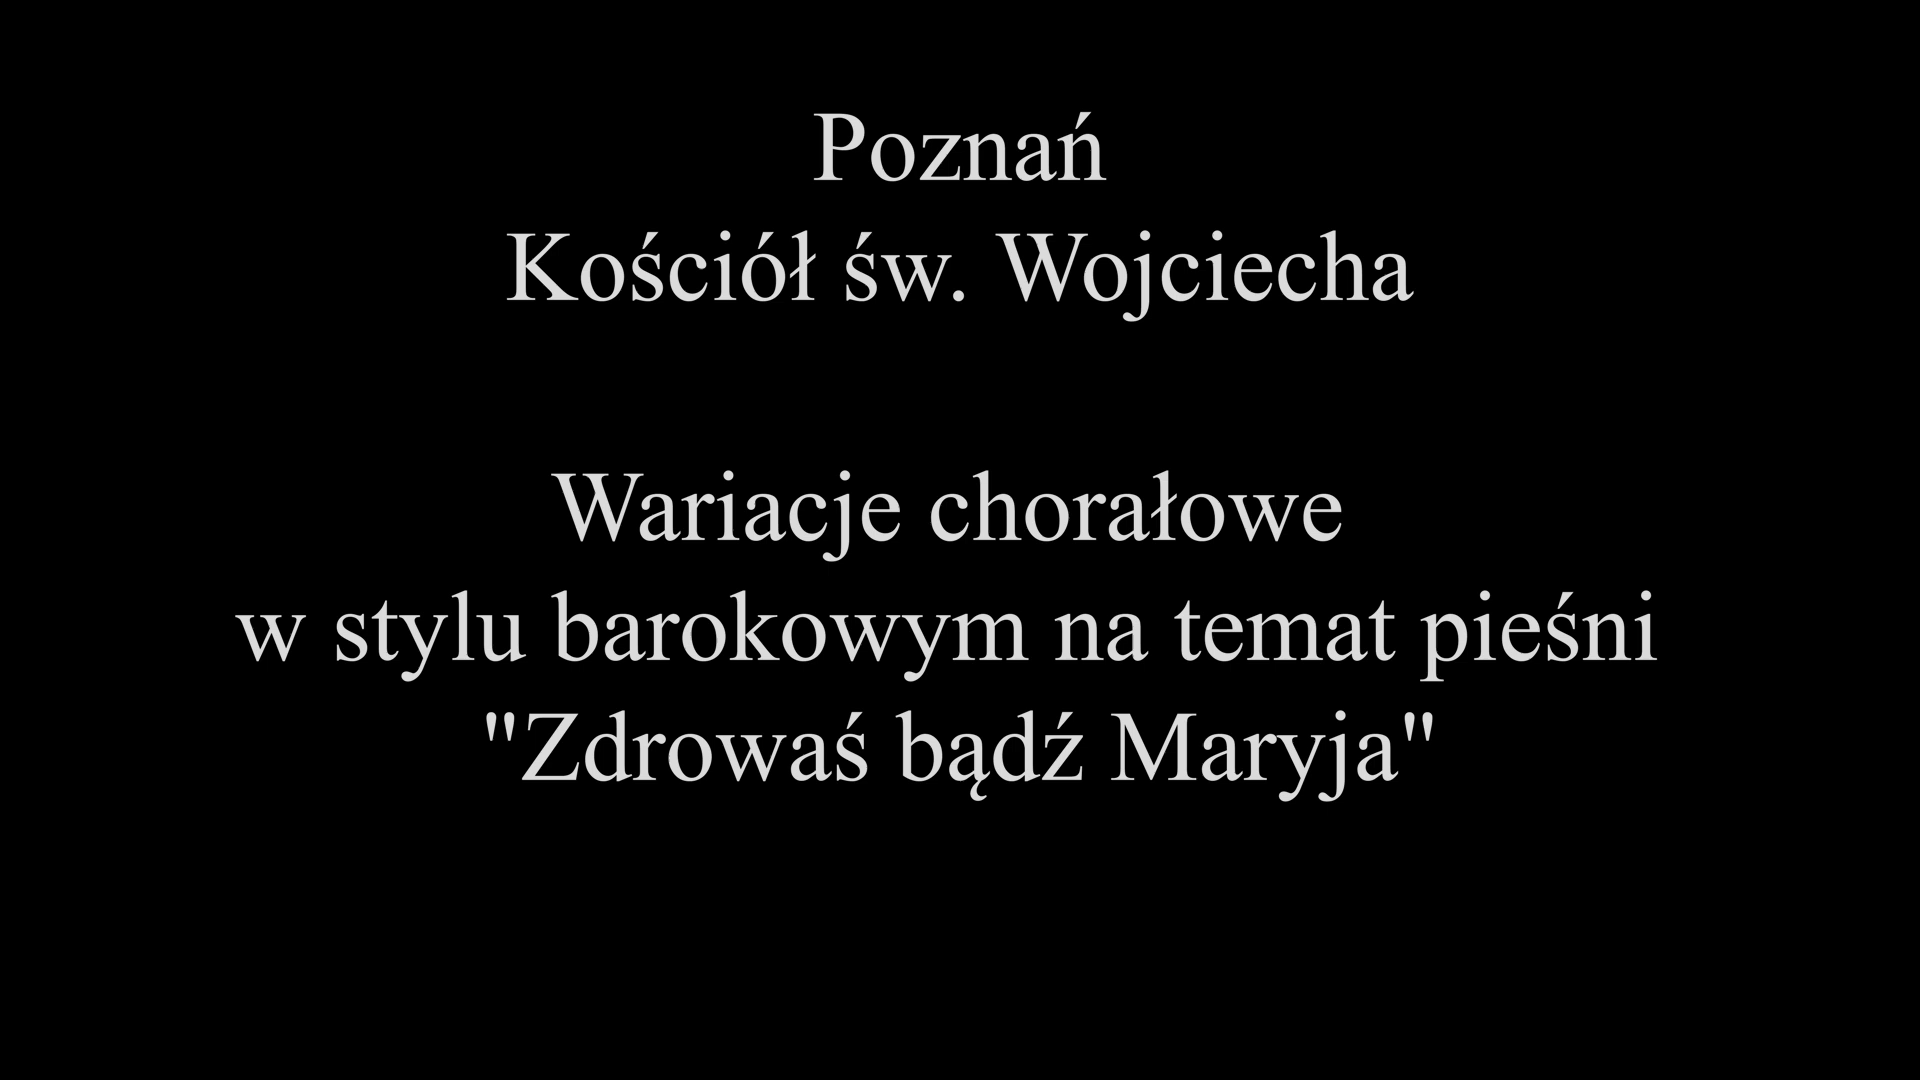 Poznań
Kościół św. Wojciecha
Wariacje chorałowe
w stylu barokowym na temat pieśni
"Zdrowaś bądź Maryja"